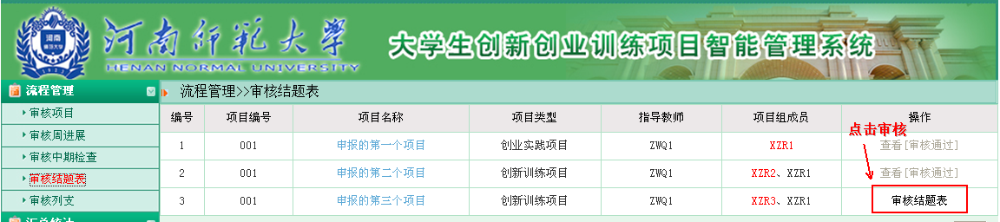 河南师范大学
HENAN NORMAL UNIVERSITY
大学生创新创业训练项目智能管理系统
流程管理
审核项目
审核周进展
审核中期检查
审核结题表
审核列支
汇总统计
流程管理>>审核结题表
编号 项目编号 项目名称 项目类型 指导教师 项目组成员 操作
点击审核
1 001 申报的第一个项目 创业实践项目 ZWQ1 XZR1 查看[审核通过]
2 001 申报的第二个项目 创新训练项目 ZWQ1 XZR2、XZR1 查看[审核通过]
3 001 申报的第三个项目 创新训练项目 ZWQ1 XZR3、XZR1 审核结题表